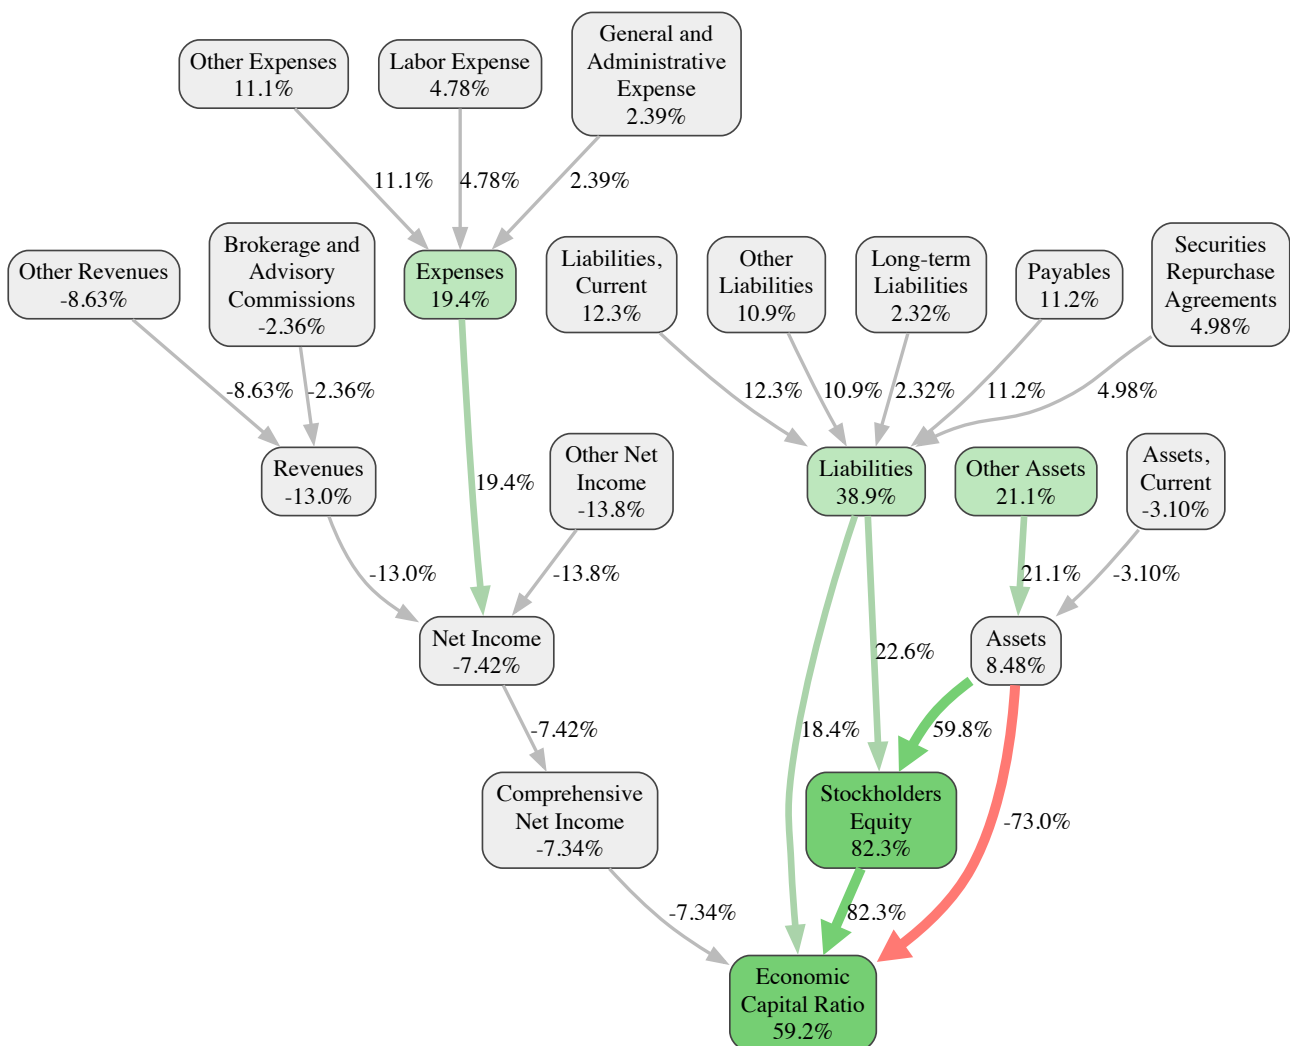 General and
Administrative
Expense
2.39%
Other Expenses
11.1%
Labor Expense
4.78%
11.1%
4.78%
2.39%
Other Revenues
-8.63%
Brokerage and
Advisory
Commissions
-2.36%
Expenses
19.4%
Liabilities,
Current
12.3%
Other
Liabilities
10.9%
Long-term
Liabilities
2.32%
Payables
11.2%
Securities
Repurchase
Agreements
4.98%
-8.63%
-2.36%
12.3%
10.9%
2.32%
11.2%
4.98%
Revenues
-13.0%
19.4%
Other Net
Income
-13.8%
Liabilities
38.9%
Other Assets
21.1%
Assets,
Current
-3.10%
-13.0%
-13.8%
21.1%
-3.10%
Net Income
-7.42%
22.6%
Assets
8.48%
-7.42%
18.4%
59.8%
Comprehensive
Net Income
-7.34%
Stockholders
Equity
82.3%
-73.0%
-7.34%
82.3%
Economic
Capital Ratio
59.2%